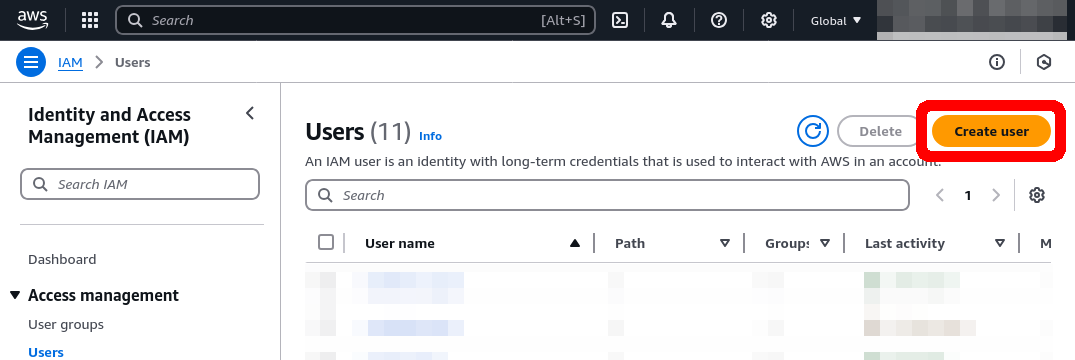 aws Search [Alt+S] Global
IAM Users
Identity and Access
Management (IAM)
Search IAM
Dashboard
Access management
User groups
Users
Users (11) Info
Delete
Create user
An IAM user is an identity with long-term credentials that is used to interact with AWS in an account.
Search
1
User name Path Groups Last activity M